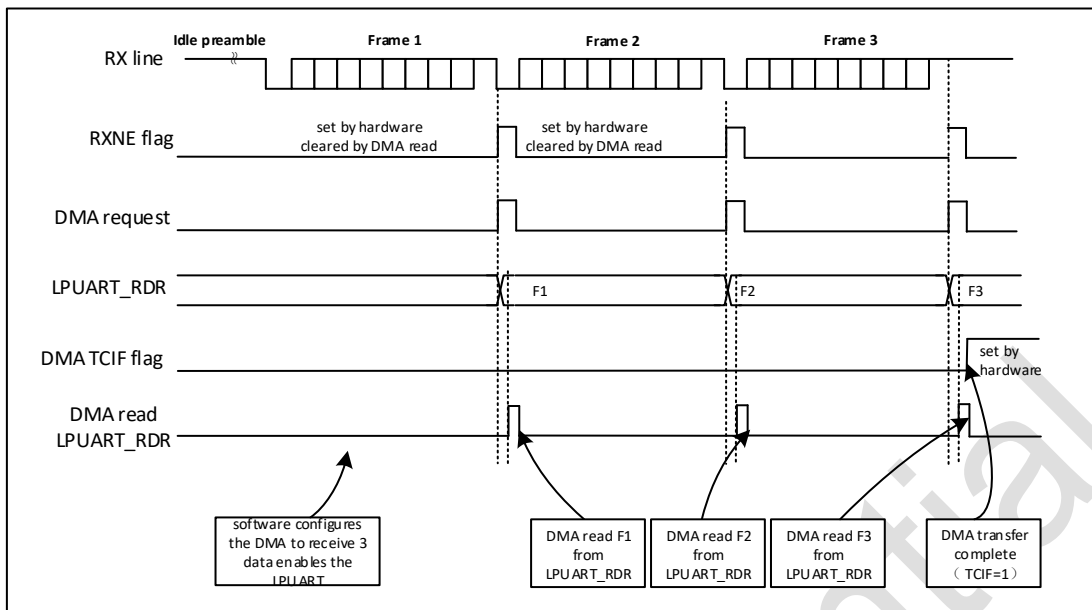 Idle preamble
Frame 1
Frame 2
Frame 3
RX line
RXNE flag
set by hardware
cleared by DMA read
set by hardware
cleared by DMA read
DMA request
LPUART_RDR
F1
F2
F3
DMA TCIF flag
set by
hardware
DMA read
LPUART_RDR
software configures
the DMA to receive 3
data enables the
LPUART
DMA read F1
from
LPUART_RDR
DMA read F2
from
LPUART_RDR
DMA read F3
from
LPUART_RDR
DMA transfer
complete
（TCIF=1）